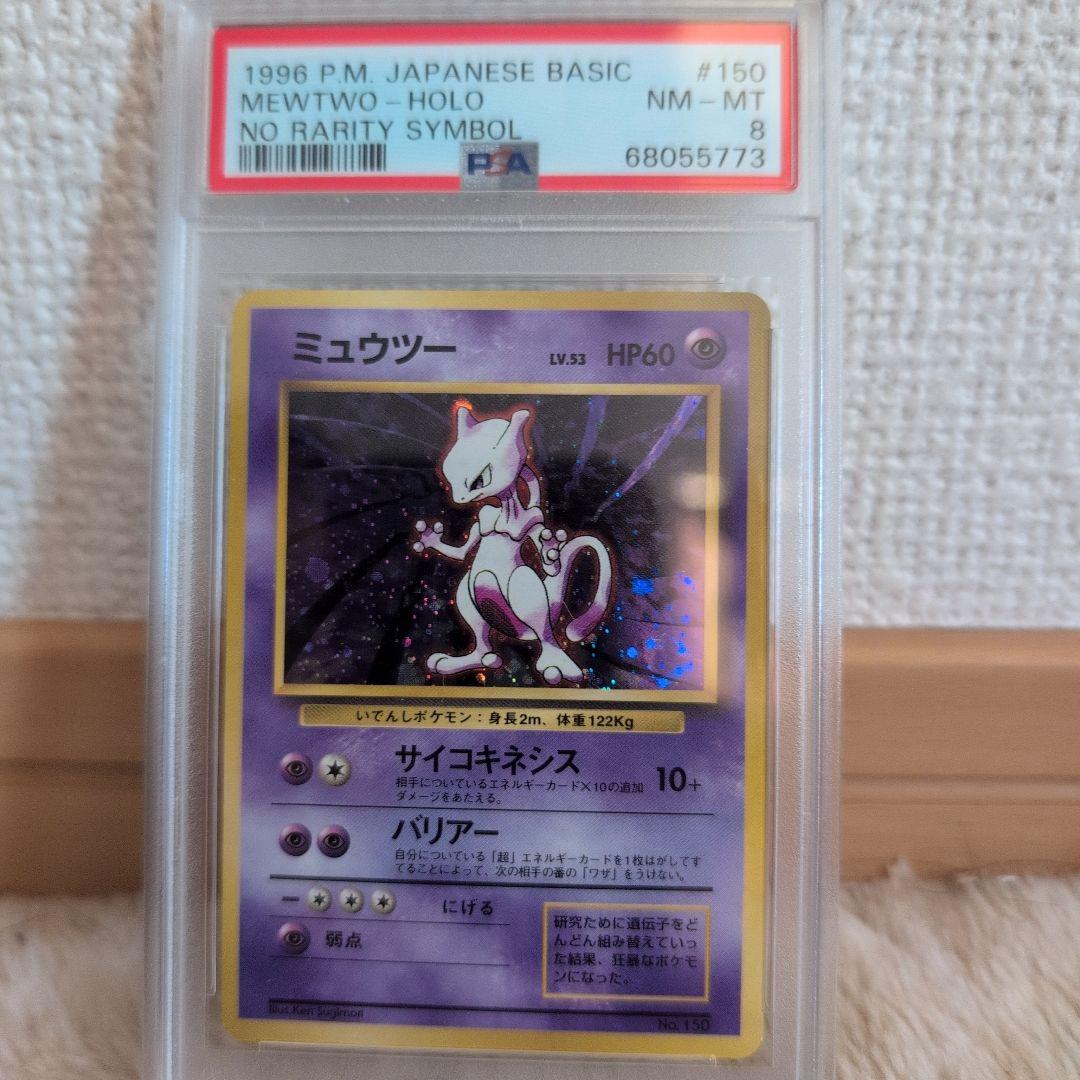 1996 P.M. JAPANESE BASIC #150
MEWTWO-HOLO NM-MT
NO RARITY SYMBOL 8
PSA 68055773
ミュウツー LV.53 HP60
いでんしポケモン：身長2m、体重122Kg
サイコキネシス 10+
相手についているエネルギーカード×10の追加
ダメージをあたえる。
バリアー
自分についている「超」エネルギーカードを1枚はがしてす
てることによって、次の相手の番の「ワザ」をうけない。
ー にげる
弱点
研究ために遺伝子をど
んどん組み替えていっ
た結果、狂暴なポケモ
ンになった。
Illus.Ken Sugimori
No. 150